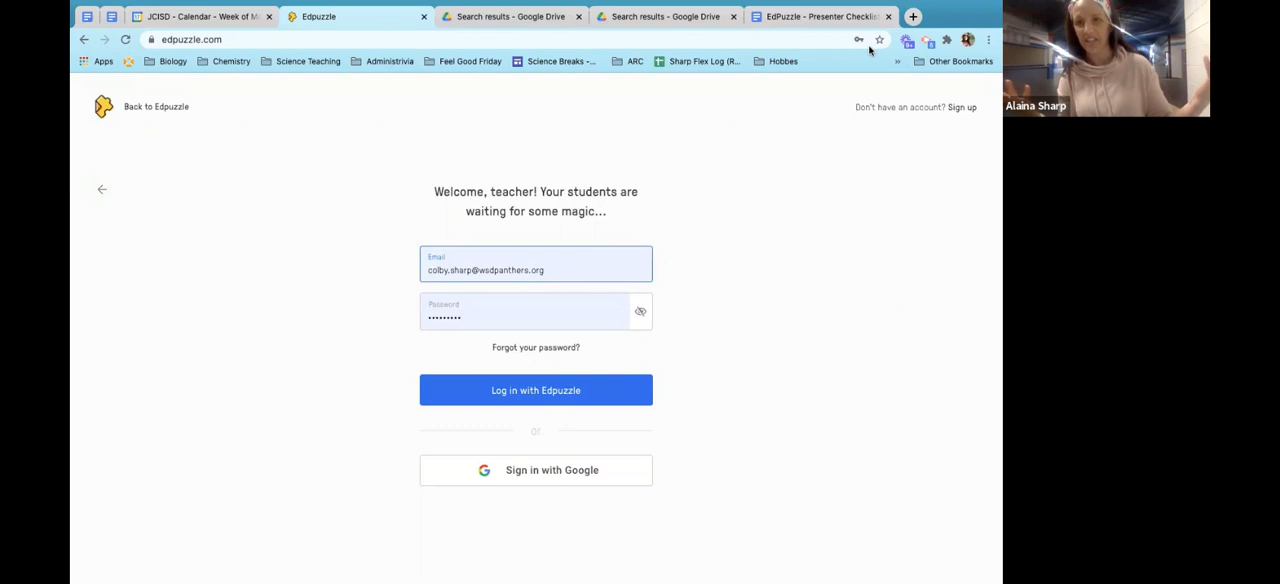 JCISD - Calendar - Week of M
Edpuzzle
Search results - Google Drive
Search results - Google Drive
EdPuzzle - Presenter Checklist
edpuzzle.com
Apps
Biology
Chemistry
Science Teaching
Administrivia
Feel Good Friday
Science Breaks -...
ARC
Sharp Flex Log (R...
Hobbes
»
Other Bookmarks
Back to Edpuzzle
Don't have an account? Sign up
Alaina Sharp
Welcome, teacher! Your students are
waiting for some magic...
Email
colby.sharp@wsdpanthers.org
Password
•••••••••
Forgot your password?
Log in with Edpuzzle
or
Sign in with Google